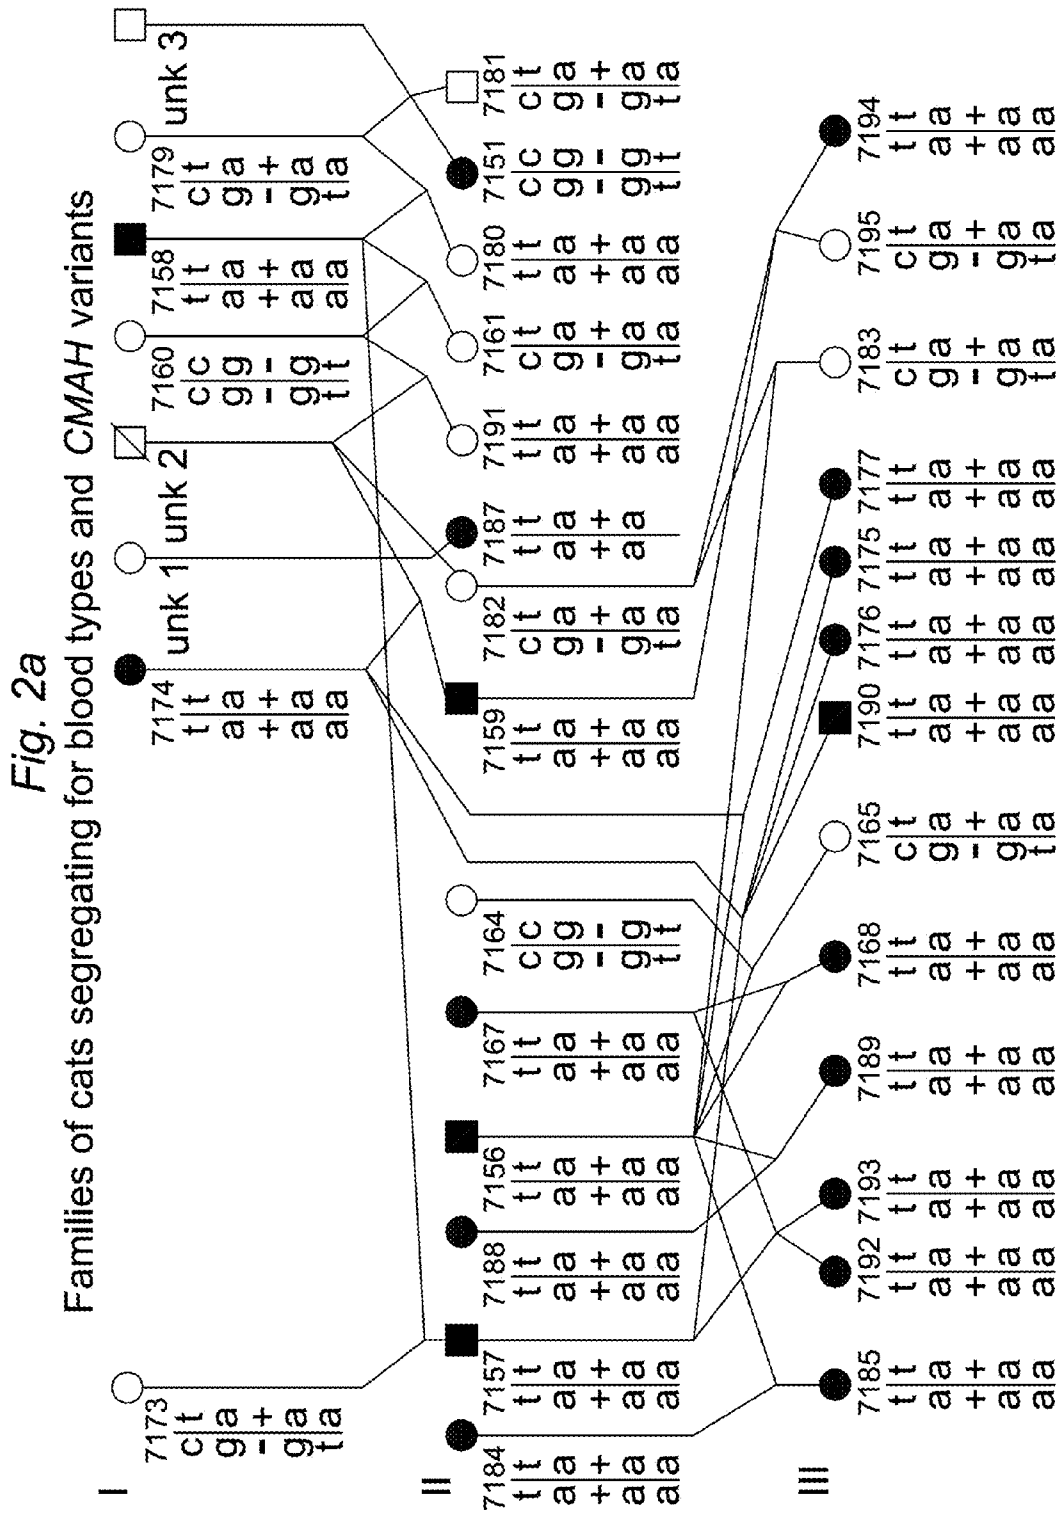 Fig. 2a
Families of cats segregating for blood types and CMAH variants
I
7173
c t
g a
- +
g a
t a
7174
t t
a a
+ +
a a
a a
unk 1
unk 2
7160
c c
g g
- -
g g
t t
7158
t t
a a
+ +
a a
a a
7179
c t
g a
- +
g a
t a
unk 3
II
7184
t t
a a
+ +
a a
a a
7157
t t
a a
+ +
a a
a a
7188
t t
a a
+ +
a a
a a
7156
t t
a a
+ +
a a
a a
7167
t t
a a
+ +
a a
a a
7164
c c
g g
- -
g g
t t
7159
t t
a a
+ +
a a
a a
7182
c t
g a
- +
g a
t a
7187
t t
a a
+ +
a a
7191
t t
a a
+ +
a a
a a
7161
c t
g a
- +
g a
t a
7180
t t
a a
+ +
a a
a a
7151
c c
g g
- -
g g
t t
7181
c t
g a
- +
g a
t a
III
7185
t t
a a
+ +
a a
a a
7192
t t
a a
+ +
a a
a a
7193
t t
a a
+ +
a a
a a
7189
t t
a a
+ +
a a
a a
7168
t t
a a
+ +
a a
a a
7165
c t
g a
- +
g a
t a
7190
t t
a a
+ +
a a
a a
7176
t t
a a
+ +
a a
a a
7175
t t
a a
+ +
a a
a a
7177
t t
a a
+ +
a a
a a
7183
c t
g a
- +
g a
t a
7195
c t
g a
- +
g a
t a
7194
t t
a a
+ +
a a
a a